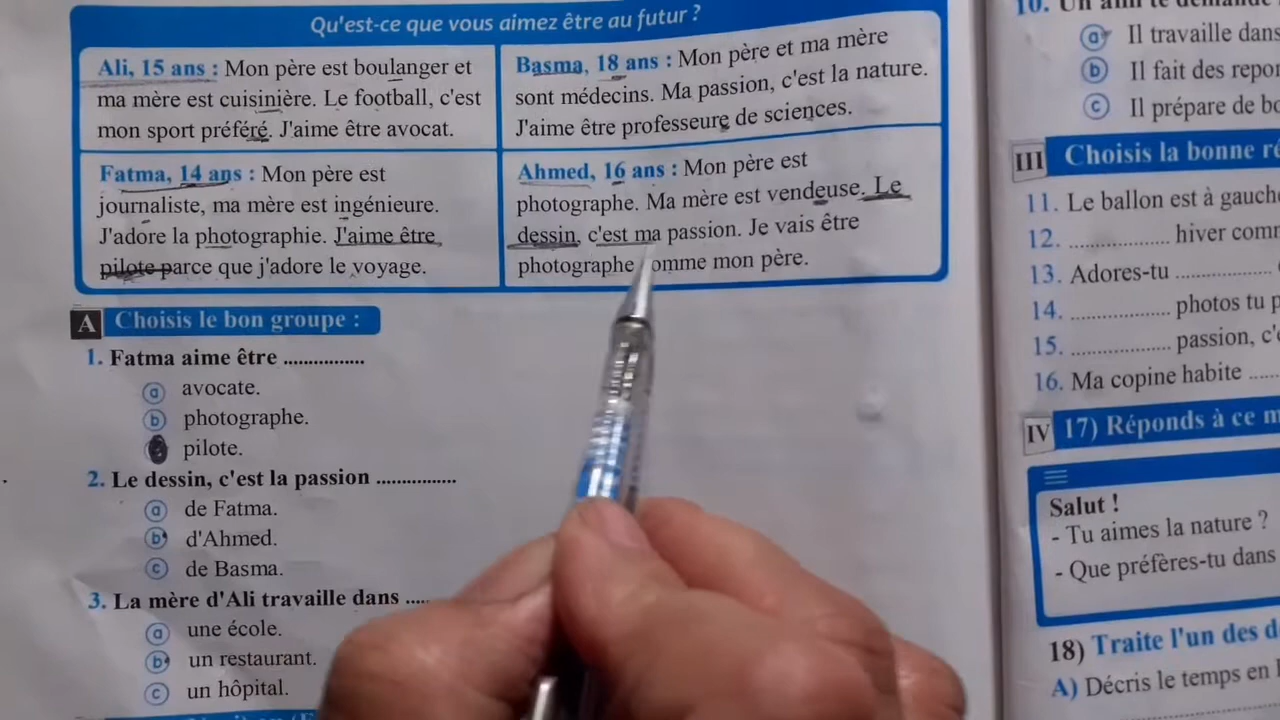 Qu'est-ce que vous aimez être au futur ?
Ali, 15 ans : Mon père est boulanger et
ma mère est cuisinière. Le football, c'est
mon sport préféré. J'aime être avocat.
Basma, 18 ans : Mon père et ma mère
sont médecins. Ma passion, c'est la nature.
J'aime être professeure de sciences.
Fatma, 14 ans : Mon père est
journaliste, ma mère est ingénieure.
J'adore la photographie. J'aime être
pilote parce que j'adore le voyage.
Ahmed, 16 ans : Mon père est
photographe. Ma mère est vendeuse. Le
dessin, c'est ma passion. Je vais être
photographe comme mon père.
A Choisis le bon groupe :
1. Fatma aime être ................
a avocate.
b photographe.
pilote.
2. Le dessin, c'est la passion ................
a de Fatma.
b d'Ahmed.
c de Basma.
3. La mère d'Ali travaille dans .....
a une école.
b un restaurant.
c un hôpital.
10. Un ami te demande
a Il travaille dans
b Il fait des repor
c Il prépare de bo
III Choisis la bonne ré
11. Le ballon est à gauch
12. .................. hiver comm
13. Adores-tu .................
14. .................. photos tu p
15. .................. passion, c'e
16. Ma copine habite ......
IV 17) Réponds à ce m
Salut !
- Tu aimes la nature ?
- Que préfères-tu dans
18) Traite l'un des d
A) Décris le temps en